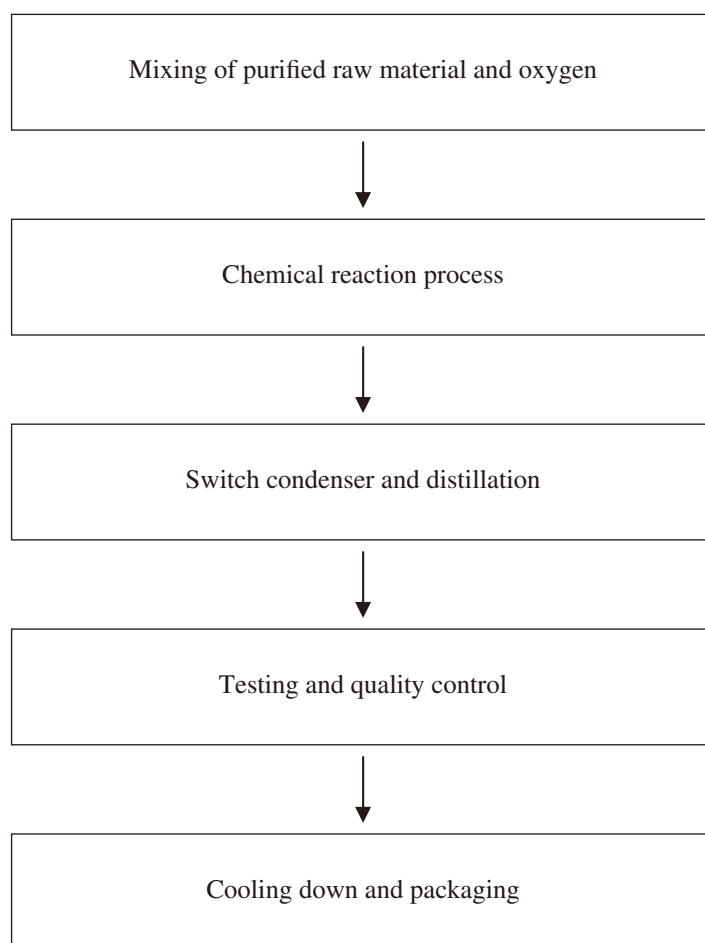 Mixing of purified raw material and oxygen
Chemical reaction process
Switch condenser and distillation
Testing and quality control
Cooling down and packaging